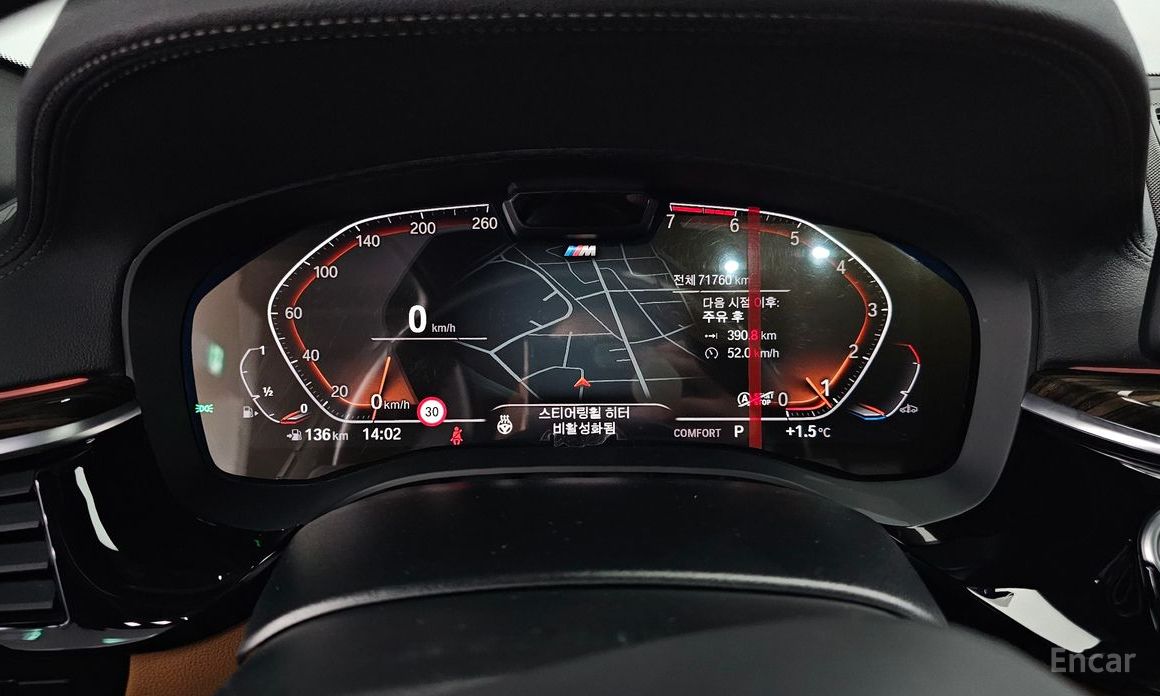 260
200
140
100
60
40
20
0 km/h
0 km/h
1
½
0
136 km
14:02
30
M
전체 71760 km
다음 시점 이후:
주유 후
390.8 km
52.0 km/h
스티어링휠 히터
비활성화됨
7
6
5
4
3
2
1
0
COMFORT P
+1.5 °C
Encar